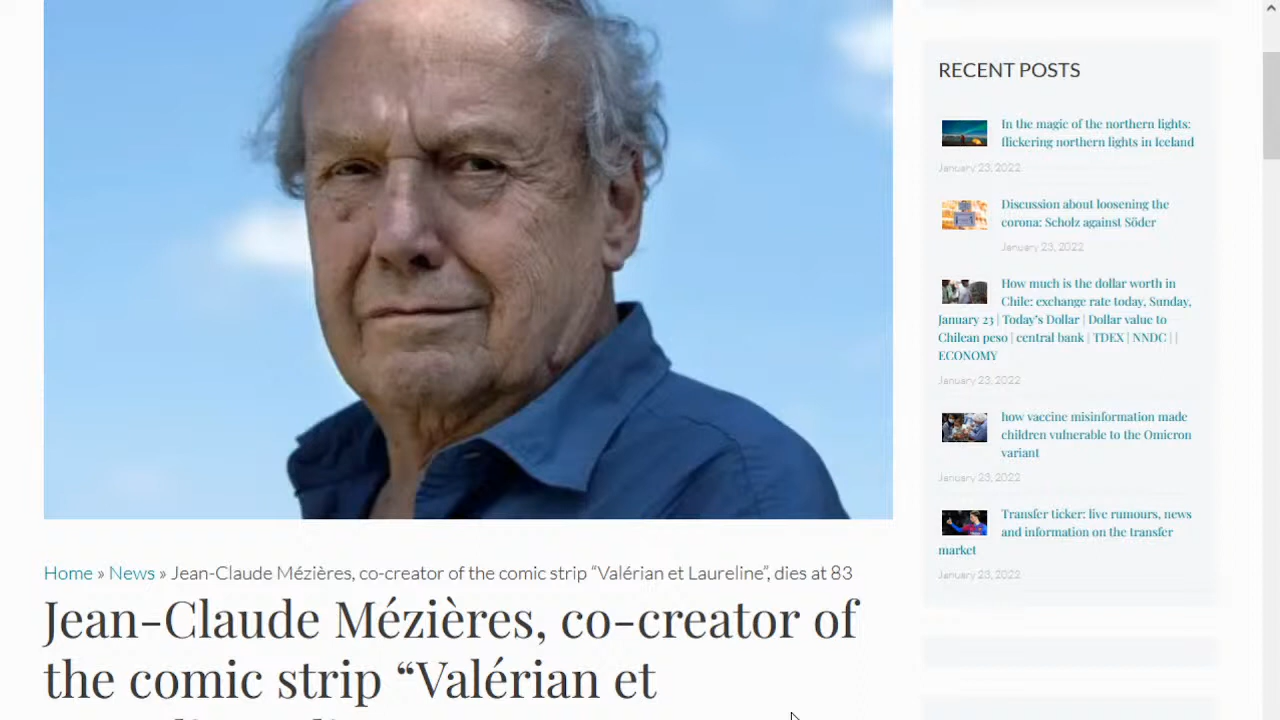 RECENT POSTS
In the magic of the northern lights:
flickering northern lights in Iceland
January 23, 2022
Discussion about loosening the
corona: Scholz against Söder
January 23, 2022
How much is the dollar worth in
Chile: exchange rate today, Sunday,
January 23 | Today's Dollar | Dollar value to
Chilean peso | central bank | TDEX | NNDC | |
ECONOMY
January 23, 2022
how vaccine misinformation made
children vulnerable to the Omicron
variant
January 23, 2022
Transfer ticker: live rumours, news
and information on the transfer
market
January 23, 2022
Home » News » Jean-Claude Mézières, co-creator of the comic strip “Valérian et Laureline”, dies at 83
Jean-Claude Mézières, co-creator of
the comic strip “Valérian et